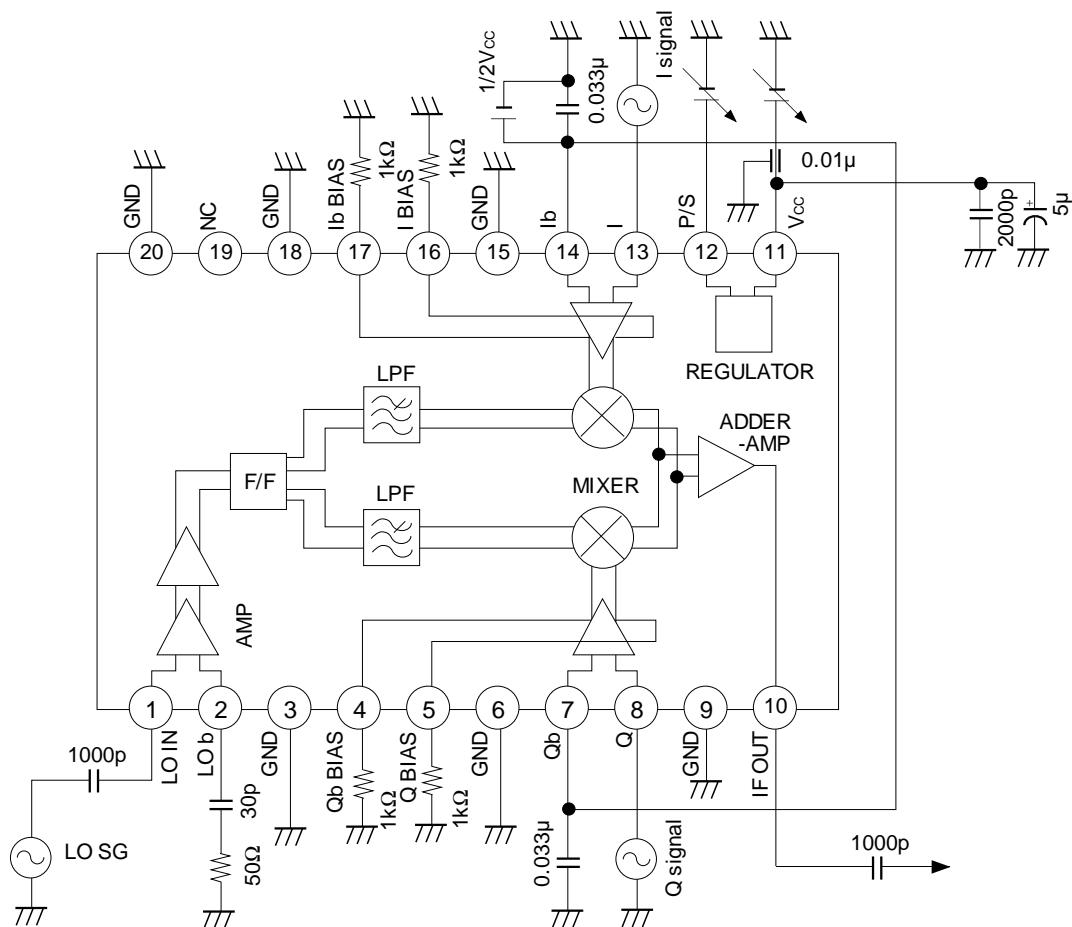 1/2Vcc
0.033μ
I signal
0.01μ
2000p
+
5μ
1kΩ
1kΩ
GND
NC
GND
Ib BIAS
I BIAS
GND
Ib
I
P/S
Vcc
20
19
18
17
16
15
14
13
12
11
REGULATOR
LPF
ADDER
-AMP
F/F
LPF
MIXER
AMP
1
2
3
4
5
6
7
8
9
10
LO IN
LO b
GND
Qb BIAS
Q BIAS
GND
Qb
Q
GND
IF OUT
1000p
30p
1kΩ
1kΩ
50Ω
LO SG
0.033μ
Q signal
1000p